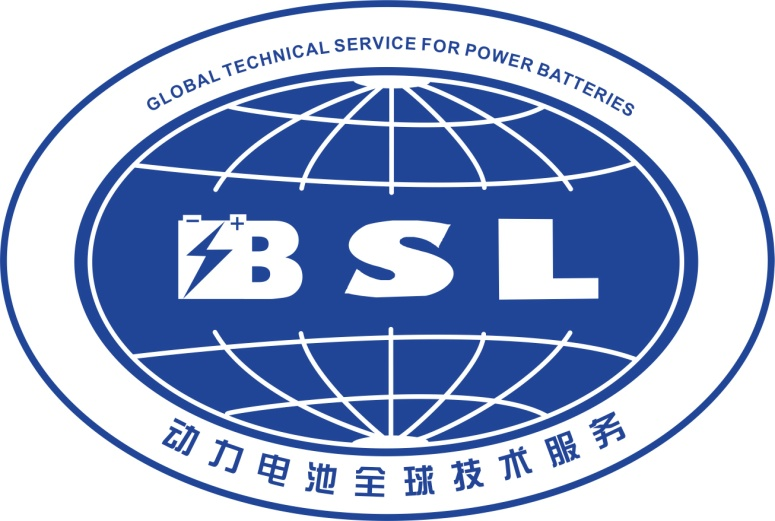 GLOBAL TECHNICAL SERVICE FOR POWER BATTERIES
BSL
动力电池全球技术服务